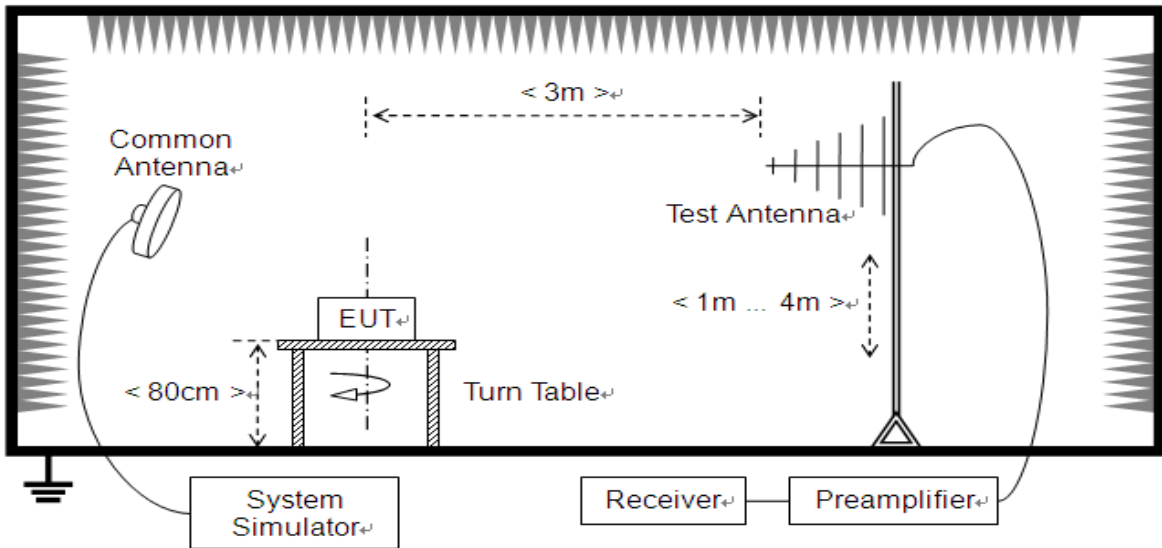 < 3m >
Common
Antenna
Test Antenna
< 1m ... 4m >
EUT
< 80cm >
Turn Table
System
Simulator
Receiver
Preamplifier